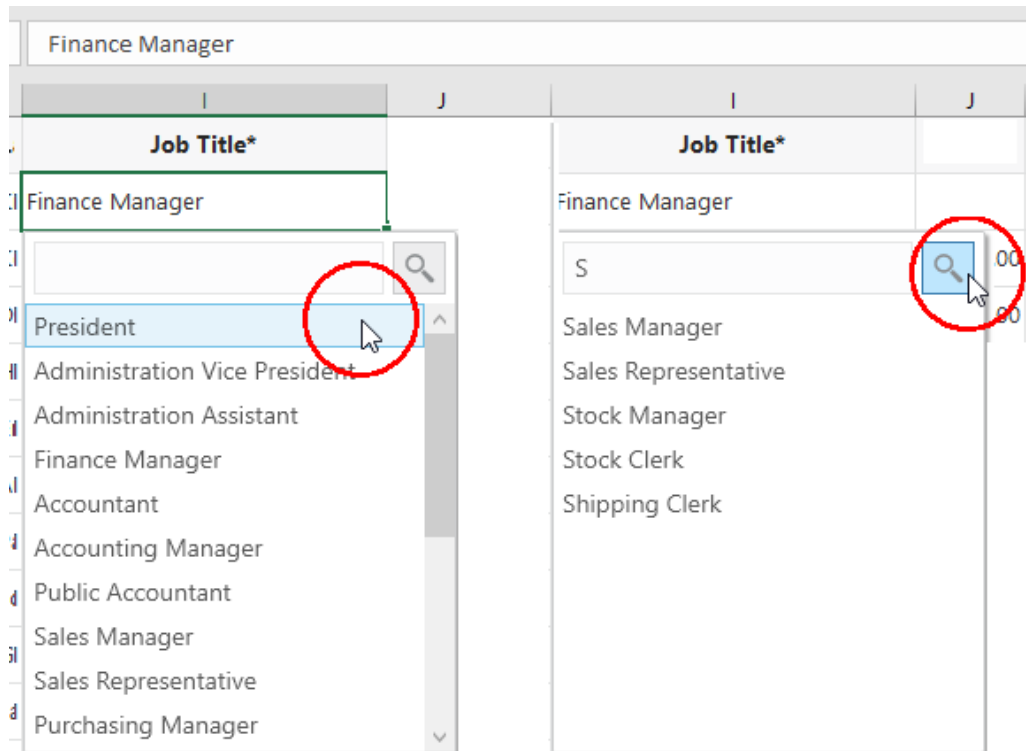 Finance Manager
I J
Job Title*
Finance Manager
President
Administration Vice President
Administration Assistant
Finance Manager
Accountant
Accounting Manager
Public Accountant
Sales Manager
Sales Representative
Purchasing Manager
I J
Job Title*
Finance Manager
S
00
00
Sales Manager
Sales Representative
Stock Manager
Stock Clerk
Shipping Clerk